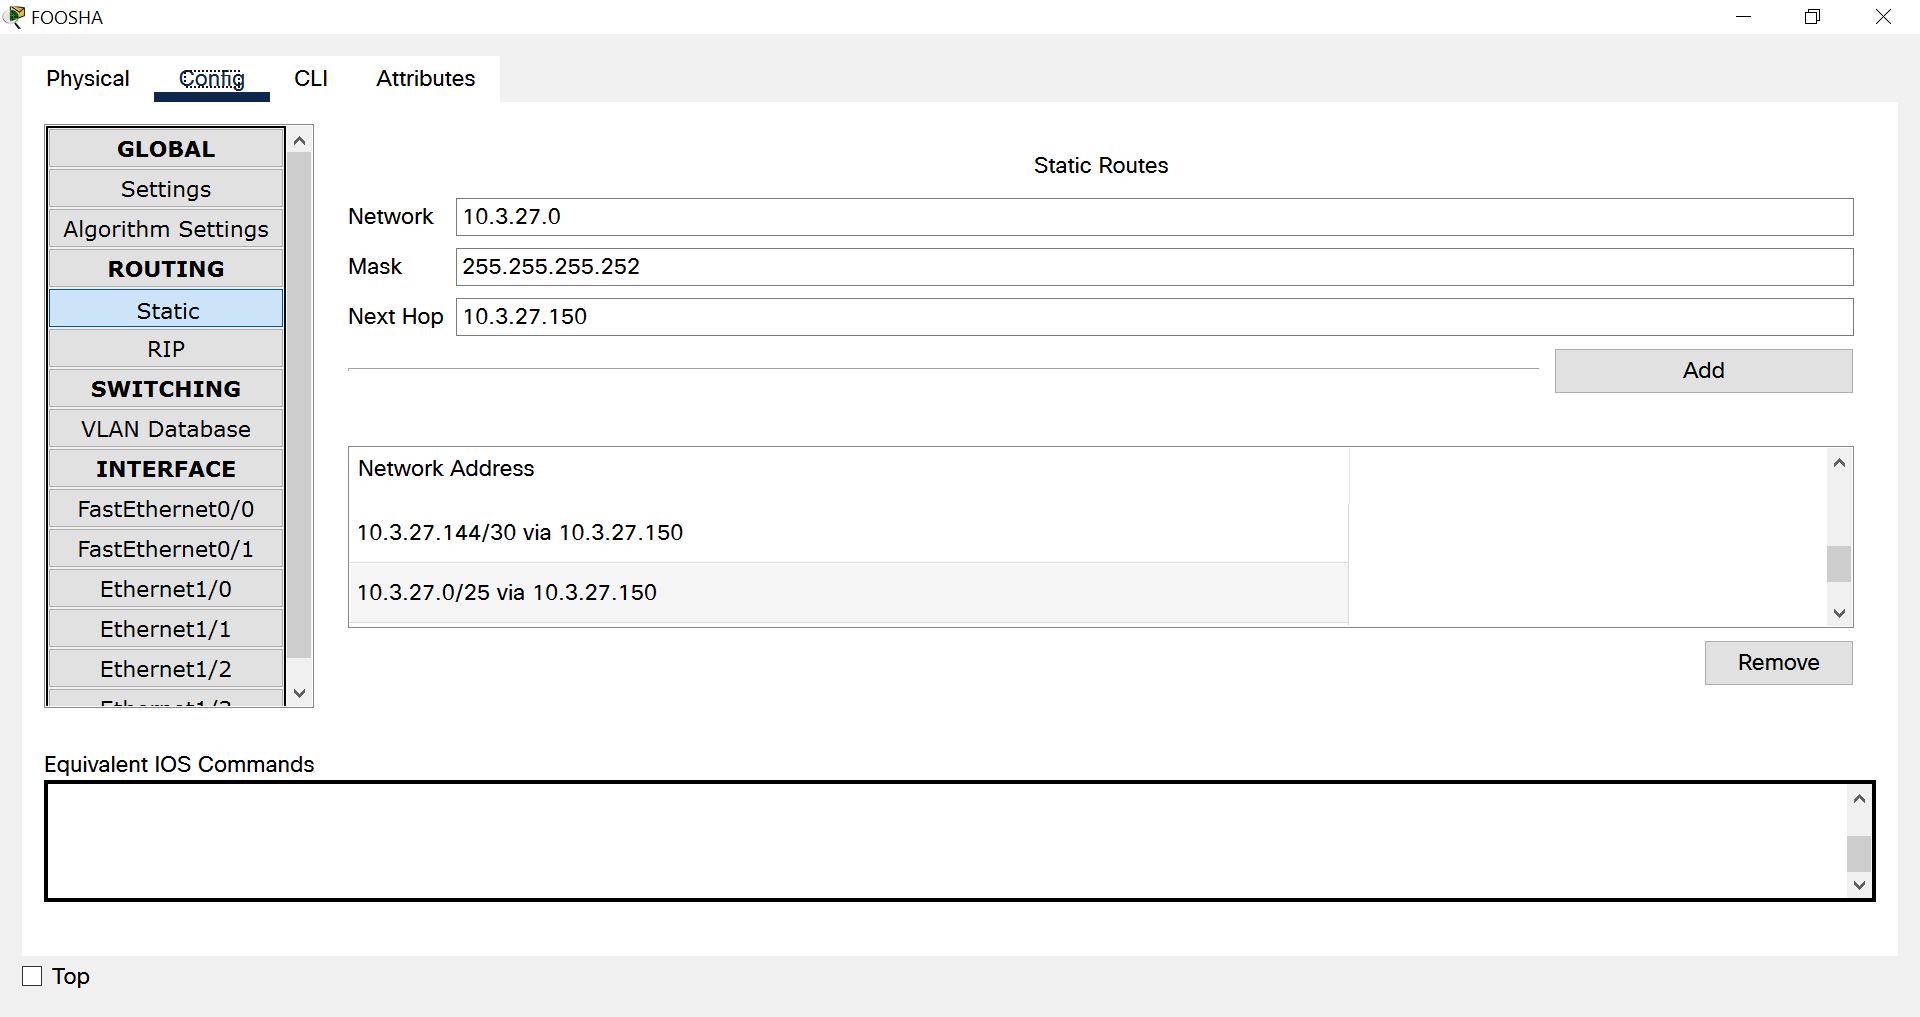 FOOSHA
Physical Config CLI Attributes
GLOBAL
Settings
Algorithm Settings
ROUTING
Static
RIP
SWITCHING
VLAN Database
INTERFACE
FastEthernet0/0
FastEthernet0/1
Ethernet1/0
Ethernet1/1
Ethernet1/2
Static Routes
Network 10.3.27.0
Mask 255.255.255.252
Next Hop 10.3.27.150
Add
Network Address
10.3.27.144/30 via 10.3.27.150
10.3.27.0/25 via 10.3.27.150
Remove
Equivalent IOS Commands
Top